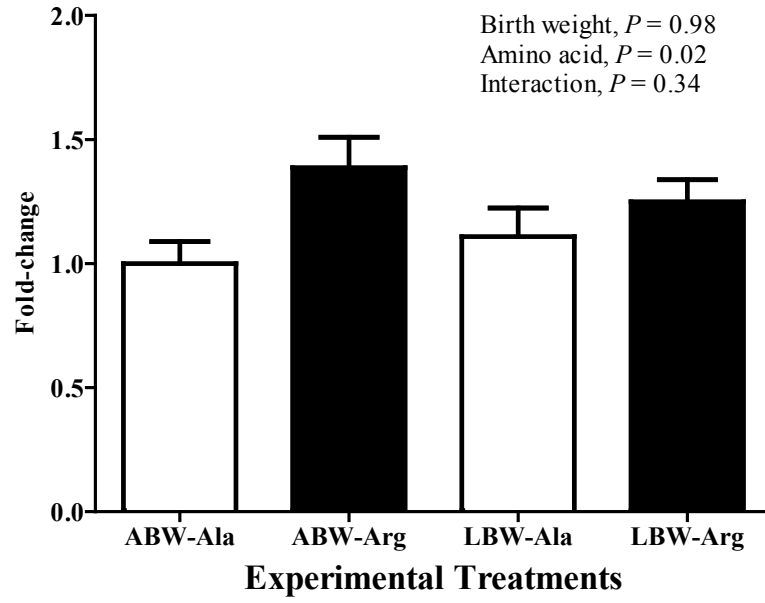 Birth weight, P = 0.98
Amino acid, P = 0.02
Interaction, P = 0.34
2.0
1.5
1.0
0.5
0.0
Fold-change
ABW-Ala ABW-Arg LBW-Ala LBW-Arg
Experimental Treatments